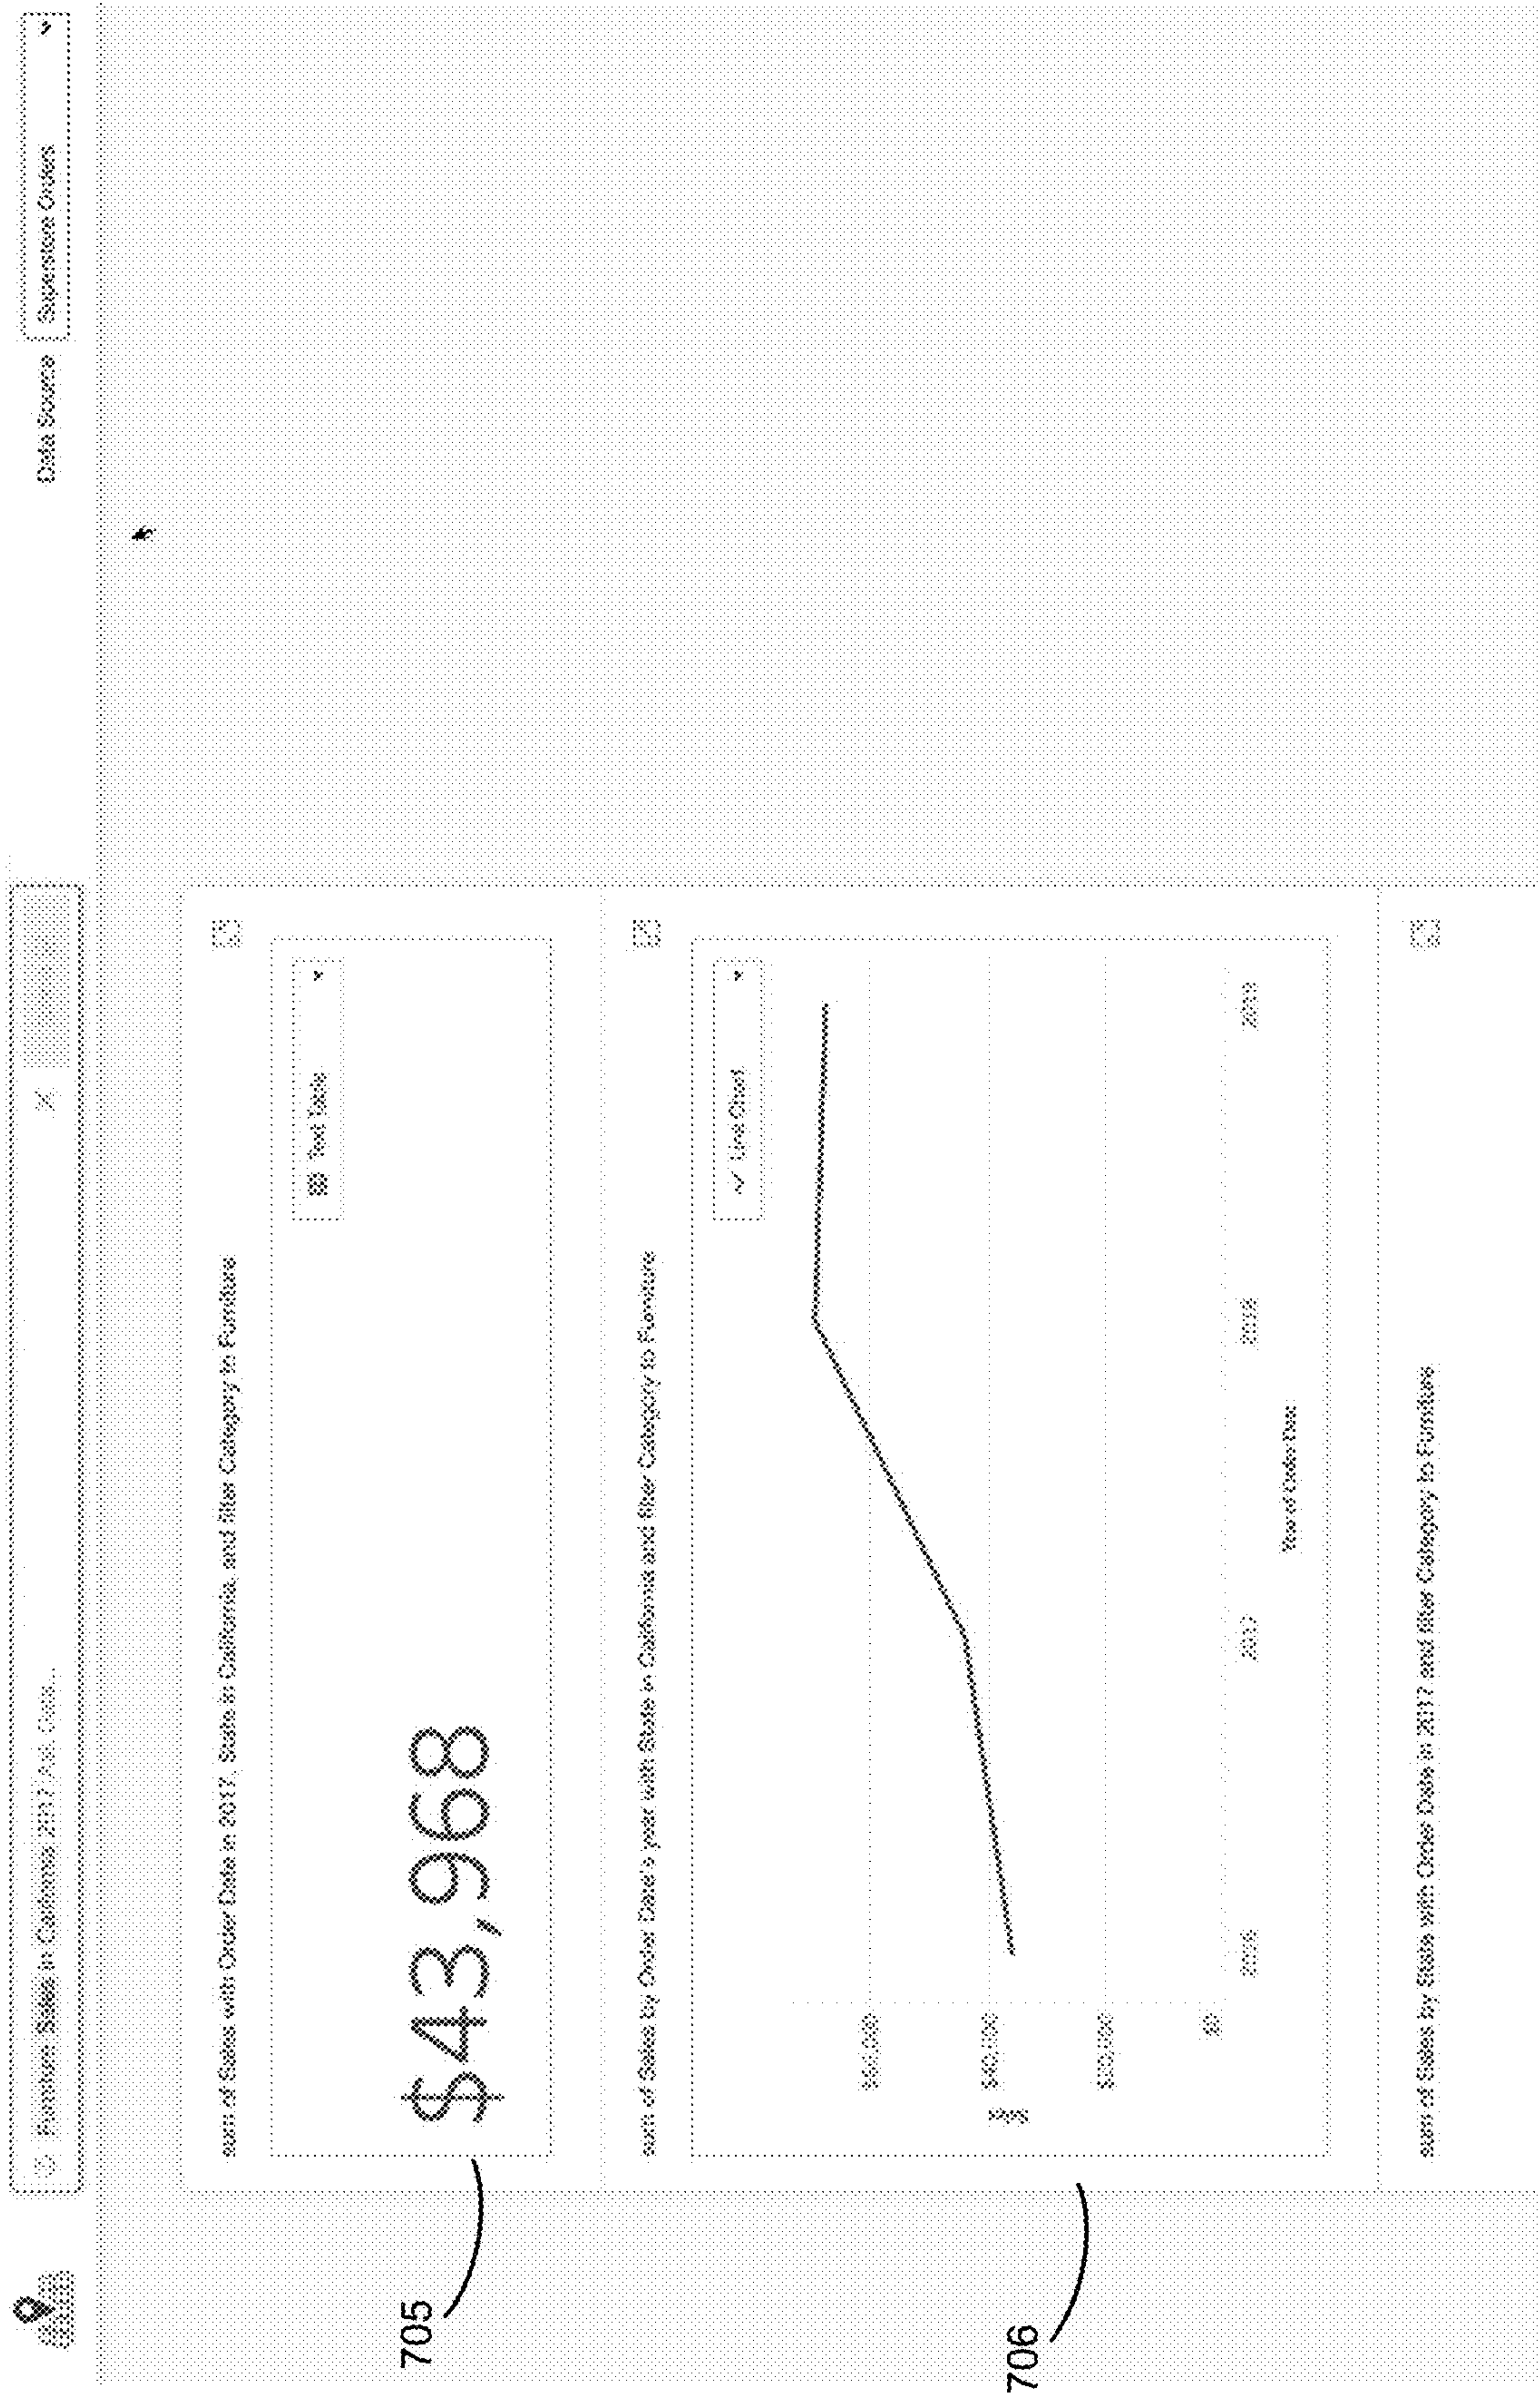 Furniture Sales in California 2017
Data Source
Superstore Orders
sum of Sales with Order Date in 2017, State in California, and filter Category to Furniture
Text Table
$43,968
705
sum of Sales by Order Date's year with State in California and filter Category to Furniture
Line Chart
$60,000
$40,000
$20,000
$0
2016
2017
2018
2019
Year of Order Date
706
sum of Sales by State with Order Date in 2017 and filter Category to Furniture